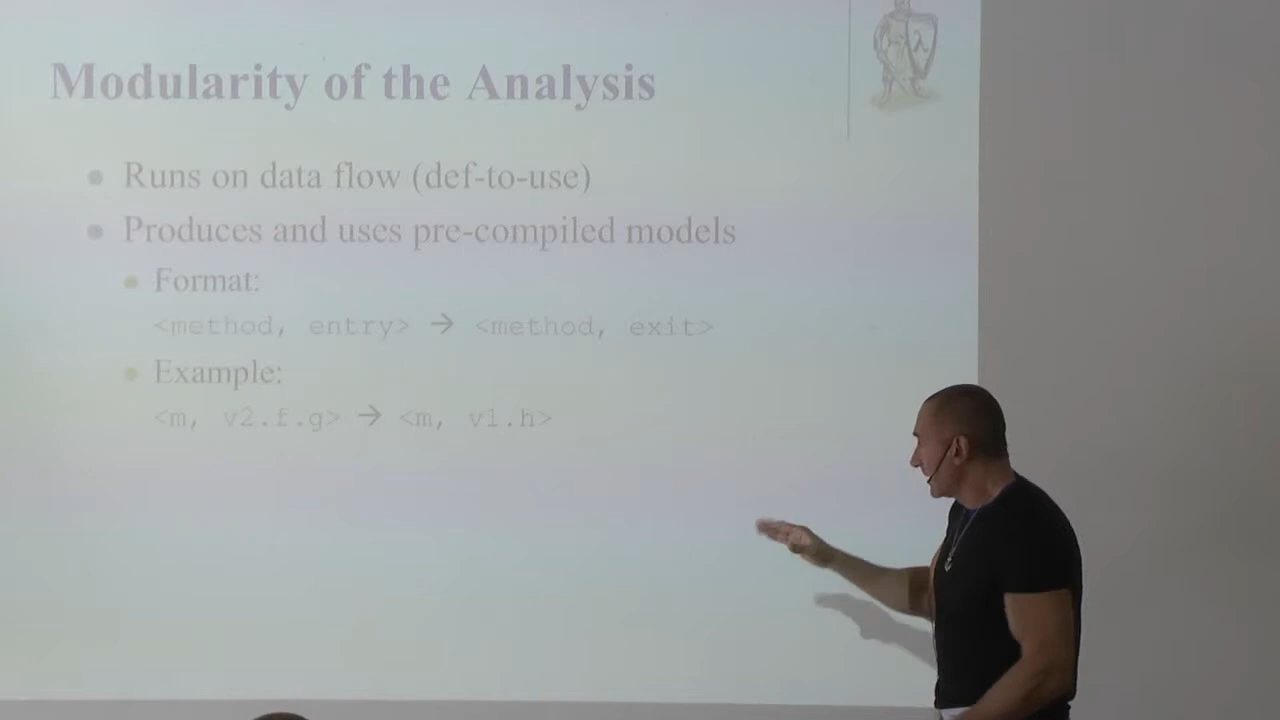 λ
Modularity of the Analysis
• Runs on data flow (def-to-use)
• Produces and uses pre-compiled models
• Format:
<method, entry> → <method, exit>
• Example:
<m, v2.f.g> → <m, v1.h>